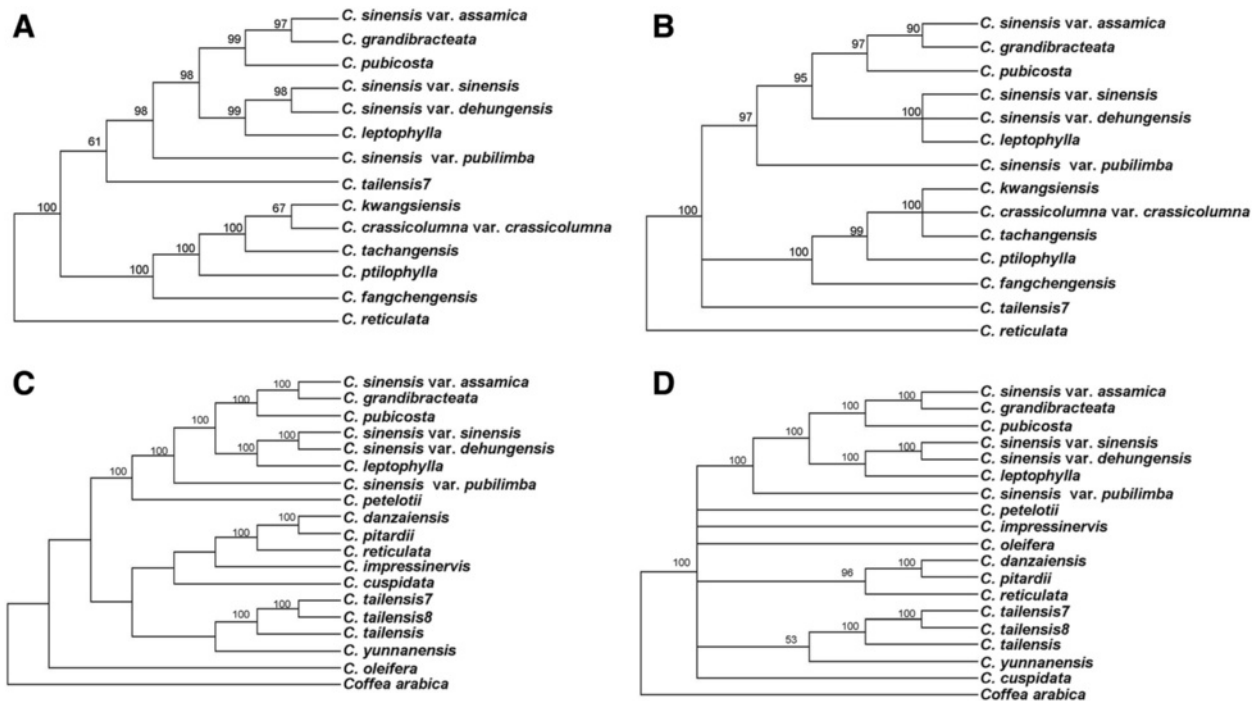 A
C. sinensis var. assamica
97
C. grandibracteata
99
C. pubicosta
98
C. sinensis var. sinensis
98
C. sinensis var. dehungensis
99
98
C. leptophylla
61
C. sinensis var. pubilimba
C. tailensis7
100
C. kwangsiensis
67
C. crassicolumna var. crassicolumna
100
C. tachangensis
100
C. ptilophylla
100
C. fangchengensis
C. reticulata
B
C. sinensis var. assamica
90
C. grandibracteata
97
C. pubicosta
95
C. sinensis var. sinensis
100
C. sinensis var. dehungensis
97
C. leptophylla
C. sinensis var. pubilimba
C. kwangsiensis
100
C. crassicolumna var. crassicolumna
100
C. tachangensis
99
C. ptilophylla
100
C. fangchengensis
C. tailensis7
C. reticulata
C
C. sinensis var. assamica
100
C. grandibracteata
100
C. pubicosta
100
C. sinensis var. sinensis
100
C. sinensis var. dehungensis
100
100
C. leptophylla
100
C. sinensis var. pubilimba
C. petelotii
C. danzaiensis
100
C. pitardii
100
C. reticulata
C. impressinervis
C. cuspidata
C. tailensis7
100
C. tailensis8
100
C. tailensis
C. yunnanensis
C. oleifera
Coffea arabica
D
C. sinensis var. assamica
100
C. grandibracteata
100
C. pubicosta
100
C. sinensis var. sinensis
100
C. sinensis var. dehungensis
100
100
C. leptophylla
C. sinensis var. pubilimba
C. petelotii
C. impressinervis
C. oleifera
100
C. danzaiensis
100
C. pitardii
96
C. reticulata
C. tailensis7
100
C. tailensis8
100
C. tailensis
53
C. yunnanensis
C. cuspidata
Coffea arabica